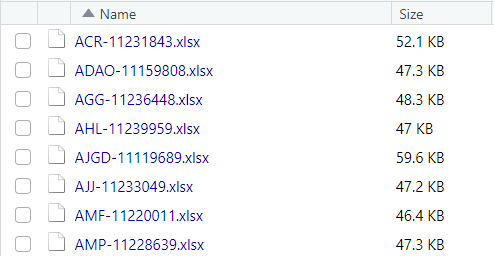 Name Size
ACR-11231843.xlsx 52.1 KB
ADAO-11159808.xlsx 47.3 KB
AGG-11236448.xlsx 48.3 KB
AHL-11239959.xlsx 47 KB
AJGD-11119689.xlsx 59.6 KB
AJJ-11233049.xlsx 47.2 KB
AMF-11220011.xlsx 46.4 KB
AMP-11228639.xlsx 47.3 KB